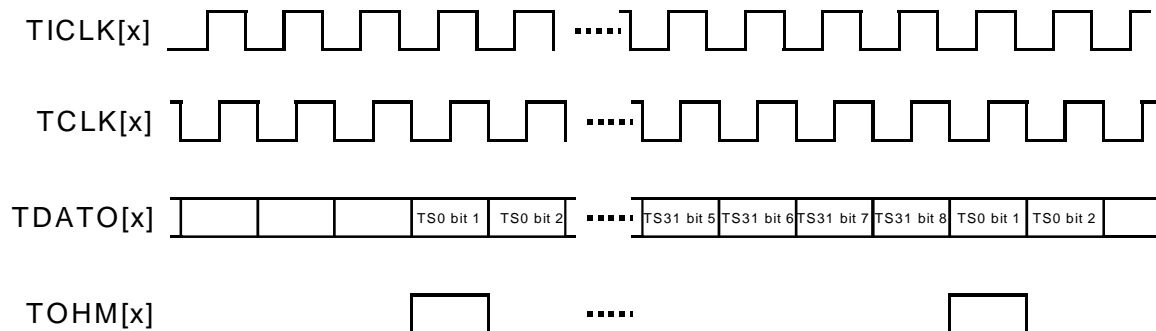 TICLK[x]
TCLK[x]
TDATO[x] TS0 bit 1 TS0 bit 2 TS31 bit 5 TS31 bit 6 TS31 bit 7 TS31 bit 8 TS0 bit 1 TS0 bit 2
TOHM[x]